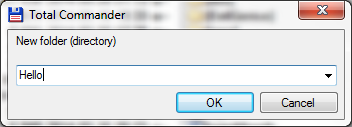 Total Commander
New folder (directory)
Hello
OK
Cancel